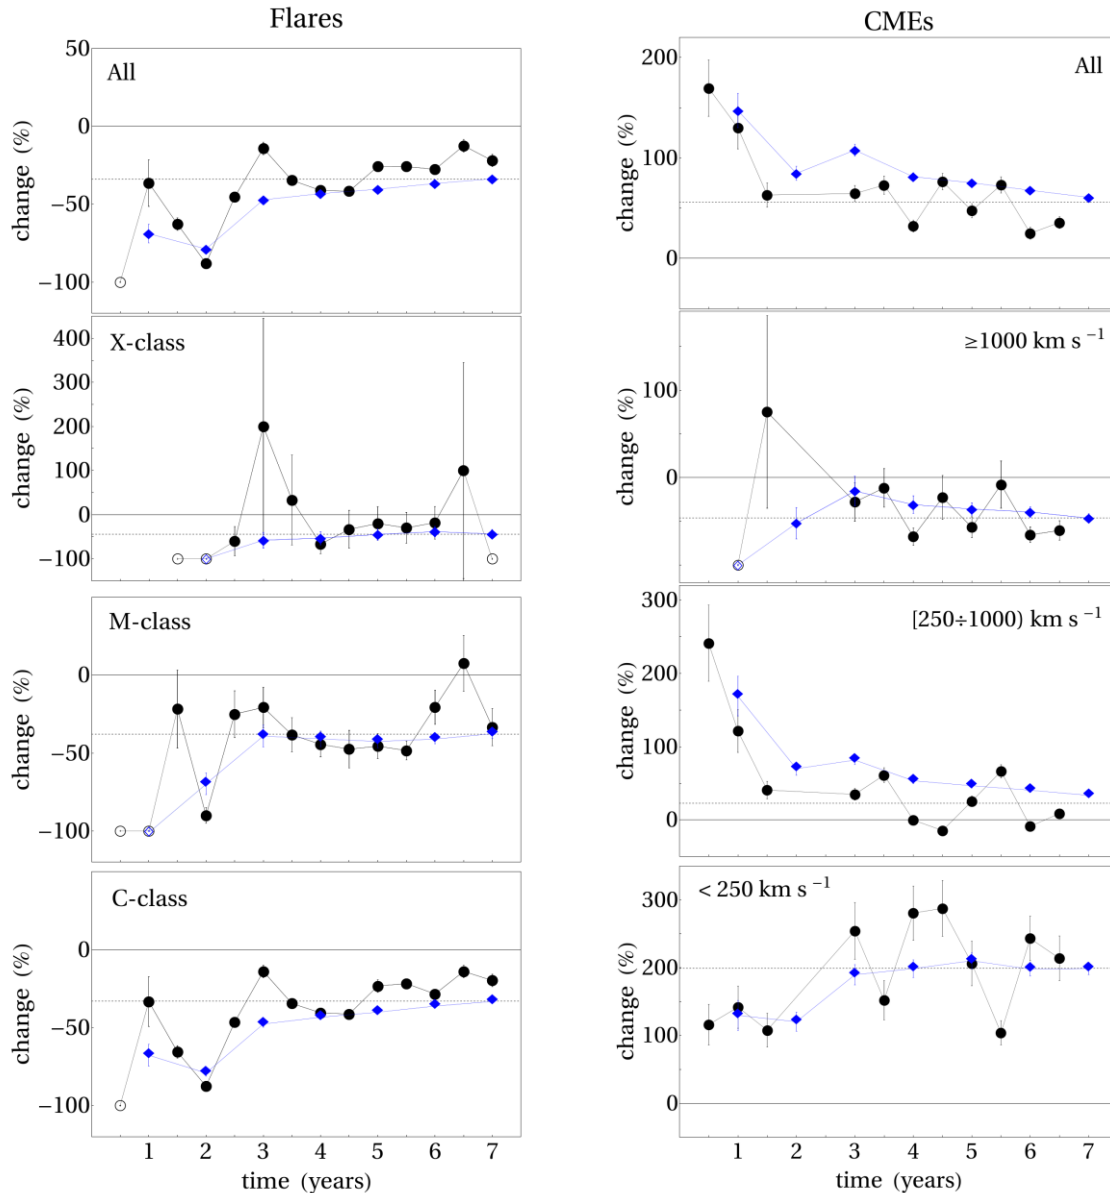 Flares
50
All
0
−50
−100
change (%)
400
X-class
300
200
100
0
−100
change (%)
M-class
0
−50
−100
change (%)
C-class
0
−50
−100
change (%)
1 2 3 4 5 6 7
time (years)
CMEs
200
All
100
0
change (%)
≥1000 km s −1
100
0
change (%)
300
[250÷1000) km s −1
200
100
0
change (%)
300
< 250 km s −1
200
100
0
change (%)
1 2 3 4 5 6 7
time (years)